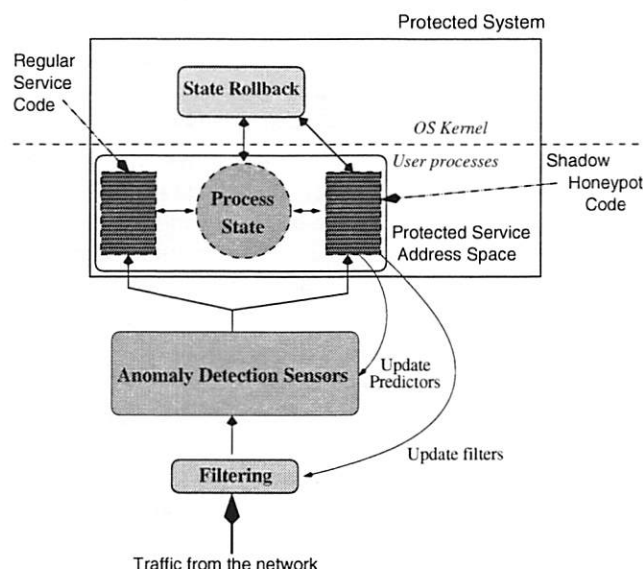 Protected System
Regular
Service
Code
State Rollback
OS Kernel
User processes
Shadow
Honeypot
Code
Process
State
Protected Service
Address Space
Anomaly Detection Sensors
Update
Predictors
Update filters
Filtering
Traffic from the network